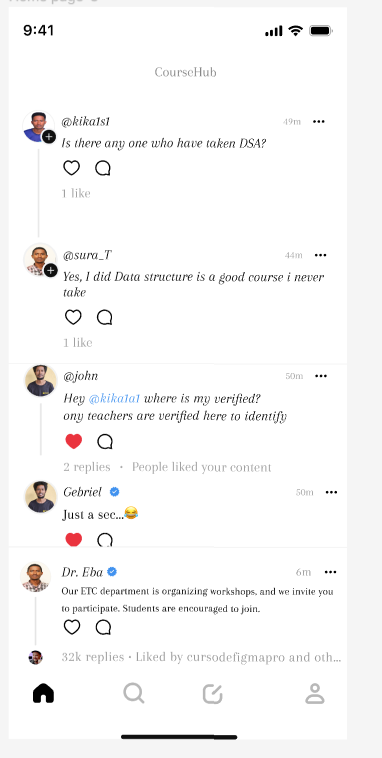 Home page 3
9:41
CourseHub
@kika1s1 49m
Is there any one who have taken DSA?
1 like
@sura_T 44m
Yes, I did Data structure is a good course i never
take
1 like
@john 50m
Hey @kika1a1 where is my verified?
ony teachers are verified here to identify
2 replies · People liked your content
Gebriel 50m
Just a sec...😂
Dr. Eba 6m
Our ETC department is organizing workshops, and we invite you
to participate. Students are encouraged to join.
32k replies · Liked by cursodefigmapro and oth...